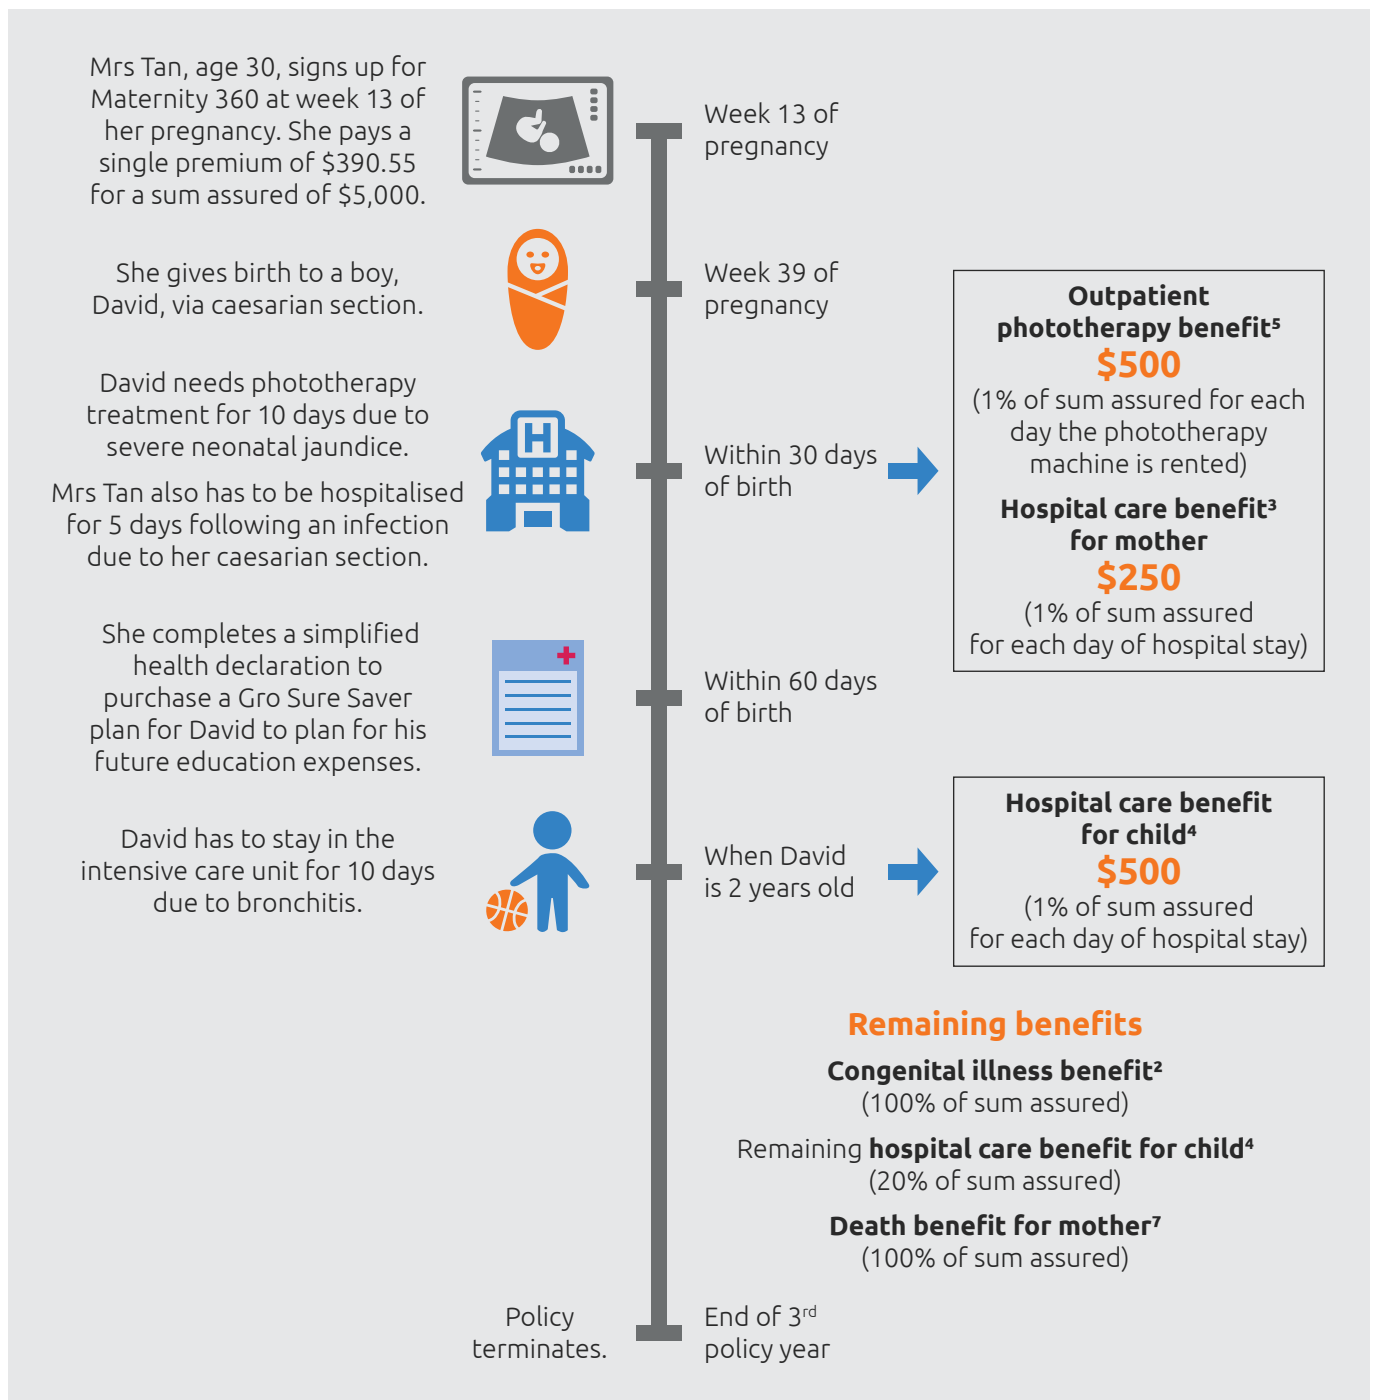 Mrs Tan, age 30, signs up for
Maternity 360 at week 13 of
her pregnancy. She pays a
single premium of $390.55
for a sum assured of $5,000.
Week 13 of
pregnancy
She gives birth to a boy,
David, via caesarian section.
Week 39 of
pregnancy
David needs phototherapy
treatment for 10 days due to
severe neonatal jaundice.
Mrs Tan also has to be hospitalised
for 5 days following an infection
due to her caesarian section.
H
Within 30 days
of birth
Outpatient
phototherapy benefit⁵
$500
(1% of sum assured for each
day the phototherapy
machine is rented)
Hospital care benefit³
for mother
$250
(1% of sum assured
for each day of hospital stay)
She completes a simplified
health declaration to
purchase a Gro Sure Saver
plan for David to plan for his
future education expenses.
Within 60 days
of birth
David has to stay in the
intensive care unit for 10 days
due to bronchitis.
When David
is 2 years old
Hospital care benefit
for child⁴
$500
(1% of sum assured
for each day of hospital stay)
Remaining benefits
Congenital illness benefit²
(100% of sum assured)
Remaining hospital care benefit for child⁴
(20% of sum assured)
Death benefit for mother⁷
(100% of sum assured)
Policy
terminates.
End of 3rd
policy year